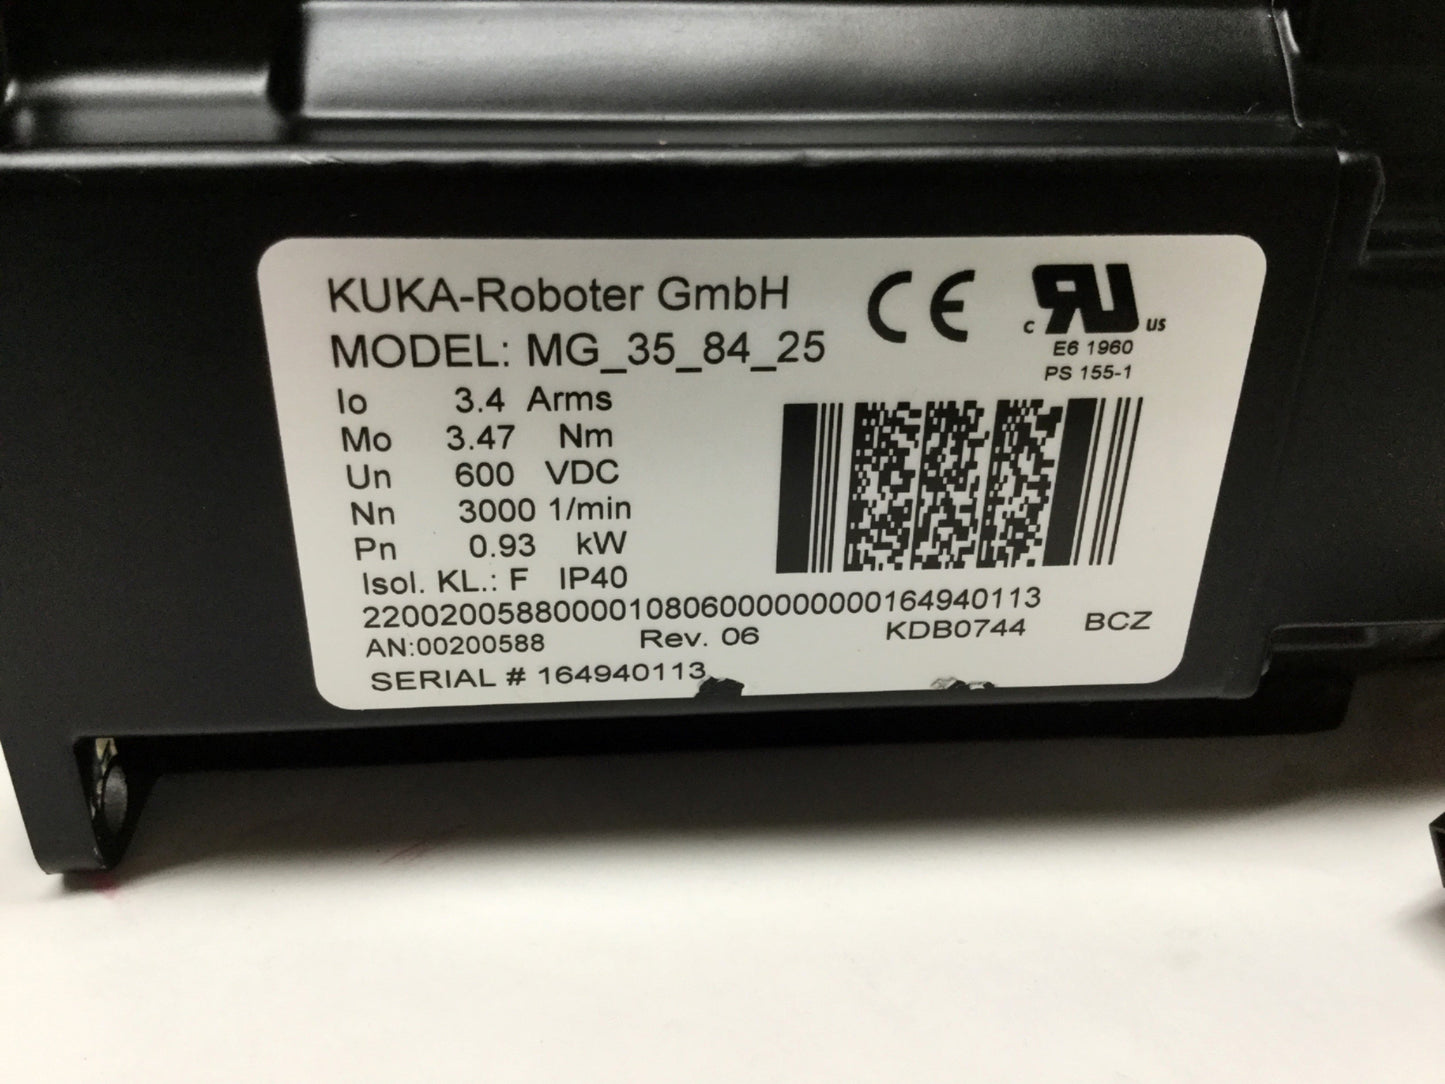 KUKA-Roboter GmbH
MODEL: MG_35_84_25
CE
c RU us
E6 1960
PS 155-1
Io 3.4 Arms
Mo 3.47 Nm
Un 600 VDC
Nn 3000 1/min
Pn 0.93 kW
Isol. KL.: F IP40
22002005880000108060000000000164940113
AN:00200588 Rev. 06 KDB0744 BCZ
SERIAL # 164940113